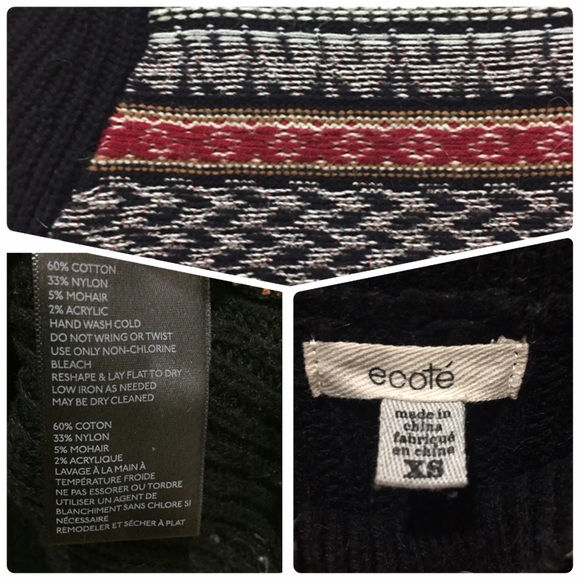 60% COTTON
33% NYLON
5% MOHAIR
2% ACRYLIC
HAND WASH COLD
DO NOT WRING OR TWIST
USE ONLY NON-CHLORINE
BLEACH
RESHAPE & LAY FLAT TO DRY
LOW IRON AS NEEDED
MAY BE DRY CLEANED
60% COTTON
33% NYLON
5% MOHAIR
2% ACRYLIQUE
LAVAGE À LA MAIN À
TEMPÉRATURE FROIDE
NE PAS ESSORER OU TORDRE
UTILISER UN AGENT DE
BLANCHIMENT SANS CHLORE SI
NÉCESSAIRE
REMODELER ET SÉCHER À PLAT
ecoté
made in
china
fabriqué
en chine
XS